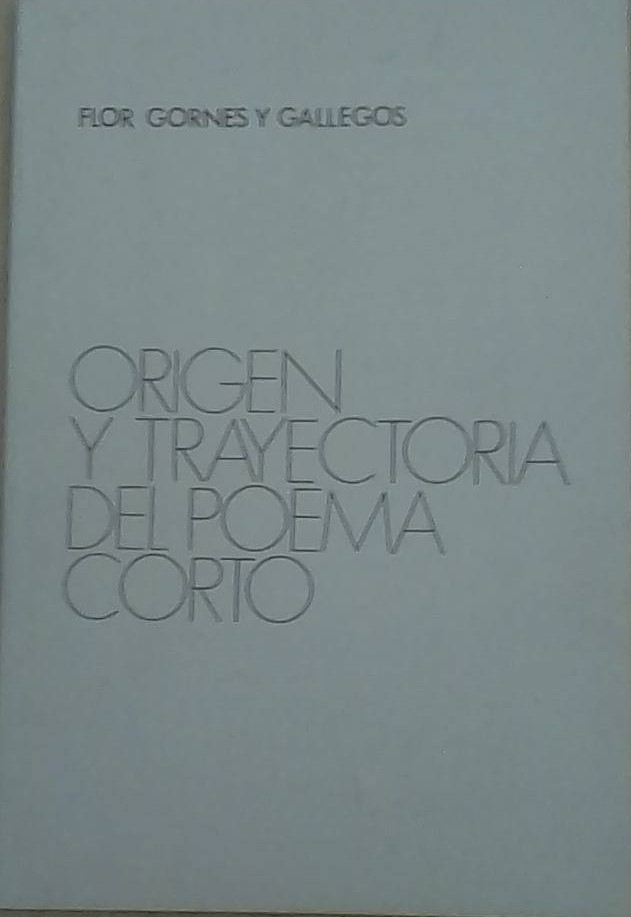 FLOR GORNES Y GALLEGOS
ORIGEN
Y TRAYECTORIA
DEL POEMA
CORTO